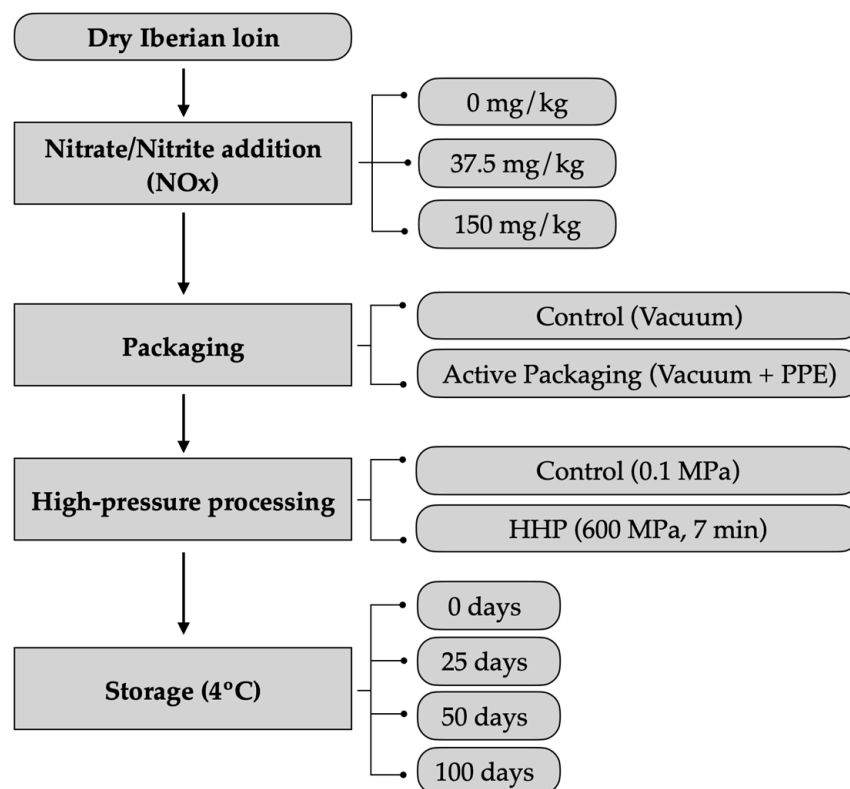 Dry Iberian loin
Nitrate/Nitrite addition
(NOx)
0 mg/kg
37.5 mg/kg
150 mg/kg
Packaging
Control (Vacuum)
Active Packaging (Vacuum + PPE)
High-pressure processing
Control (0.1 MPa)
HHP (600 MPa, 7 min)
Storage (4ºC)
0 days
25 days
50 days
100 days